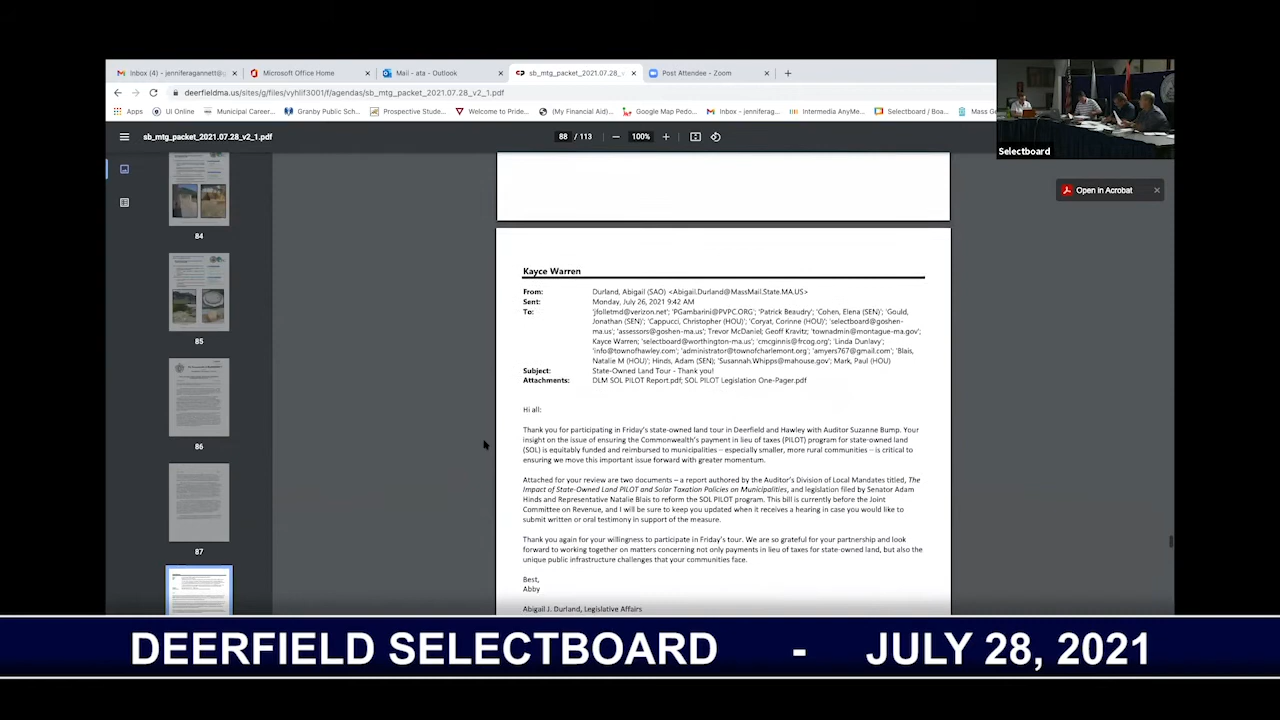 Inbox (4) - jenniferagannett@g
Microsoft Office Home
Mail - ata - Outlook
sb_mtg_packet_2021.07.28_v
Post Attendee - Zoom
deerfieldma.us/sites/g/files/vyhlif3001/f/agendas/sb_mtg_packet_2021.07.28_v2_1.pdf
Apps
UI Online
Municipal Career...
Granby Public Sch...
Prospective Stude...
Welcome to Pride...
(My Financial Aid)...
Google Map Pedo...
Inbox - jenniferag...
Intermedia AnyMe...
Selectboard / Boa...
Mass G
sb_mtg_packet_2021.07.28_v2_1.pdf
88 / 113
100%
Selectboard
Open in Acrobat
84
85
86
87
Kayce Warren
From: Durland, Abigail (SAO) <Abigail.Durland@MassMail.State.MA.US>
Sent: Monday, July 26, 2021 9:42 AM
To: 'jfolletmd@verizon.net'; 'PGambarini@PVPC.ORG'; 'Patrick Beaudry'; 'Cohen, Elena (SEN)'; 'Gould,
Jonathan (SEN)'; 'Cappucci, Christopher (HOU)'; 'Coryat, Corinne (HOU)'; 'selectboard@goshen-
ma.us'; 'assessors@goshen-ma.us'; Trevor McDaniel; Geoff Kravitz; 'townadmin@montague-ma.gov';
Kayce Warren; 'selectboard@worthington-ma.us'; 'cmcginnis@frcog.org'; 'Linda Dunlavy';
'info@townofhawley.com'; 'administrator@townofcharlemont.org'; 'amyers767@gmail.com'; 'Blais,
Natalie M (HOU)'; Hinds, Adam (SEN); 'Susannah.Whipps@mahouse.gov'; Mark, Paul (HOU)
Subject: State-Owned Land Tour - Thank you!
Attachments: DLM SOL PILOT Report.pdf; SOL PILOT Legislation One-Pager.pdf
Hi all:
Thank you for participating in Friday's state-owned land tour in Deerfield and Hawley with Auditor Suzanne Bump. Your
insight on the issue of ensuring the Commonwealth's payment in lieu of taxes (PILOT) program for state-owned land
(SOL) is equitably funded and reimbursed to municipalities – especially smaller, more rural communities – is critical to
ensuring we move this important issue forward with greater momentum.
Attached for your review are two documents – a report authored by the Auditor's Division of Local Mandates titled, The
Impact of State-Owned Land PILOT and Solar Taxation Policies on Municipalities, and legislation filed by Senator Adam
Hinds and Representative Natalie Blais to reform the SOL PILOT program. This bill is currently before the Joint
Committee on Revenue, and I will be sure to keep you updated when it receives a hearing in case you would like to
submit written or oral testimony in support of the measure.
Thank you again for your willingness to participate in Friday's tour. We are so grateful for your partnership and look
forward to working together on matters concerning not only payments in lieu of taxes for state-owned land, but also the
unique public infrastructure challenges that your communities face.
Best,
Abby
Abigail J. Durland, Legislative Affairs
DEERFIELD SELECTBOARD - JULY 28, 2021